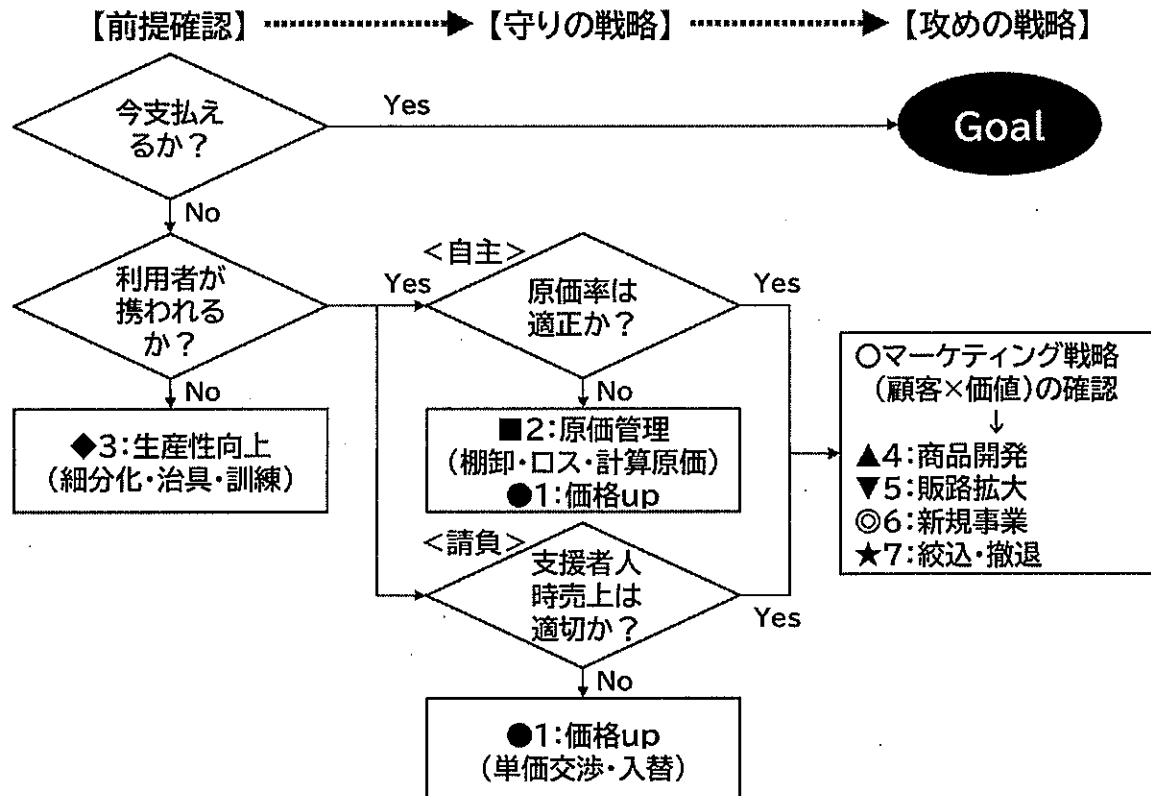 【前提確認】
【守りの戦略】
【攻めの戦略】
今支払え
るか？
Yes
Goal
No
利用者が
携われる
か？
Yes
No
◆3：生産性向上
（細分化・治具・訓練）
＜自主＞
原価率は
適正か？
Yes
No
■2：原価管理
（棚卸・ロス・計算原価）
●1：価格up
＜請負＞
支援者人
時売上は
適切か？
Yes
No
●1：価格up
（単価交渉・入替）
○マーケティング戦略
（顧客×価値）の確認
↓
▲4：商品開発
▼5：販路拡大
◎6：新規事業
★7：絞込・撤退